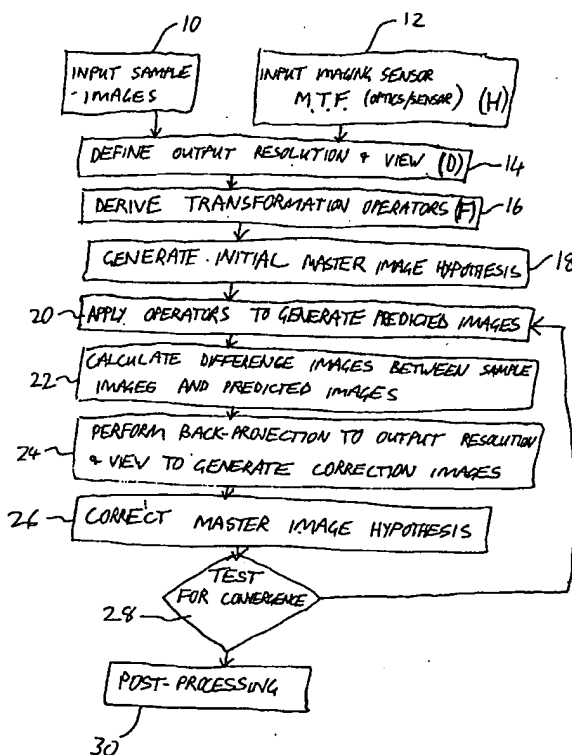 10
12
INPUT SAMPLE
-IMAGES
INPUT IMAGING SENSOR
M.T.F. (OPTICS/SENSOR) (H)
DEFINE OUTPUT RESOLUTION & VIEW (D)
14
DERIVE TRANSFORMATION OPERATORS (F)
16
GENERATE INITIAL MASTER IMAGE HYPOTHESIS
18
20
APPLY OPERATORS TO GENERATE PREDICTED IMAGES
22
CALCULATE DIFFERENCE IMAGES BETWEEN SAMPLE
IMAGES AND PREDICTED IMAGES
24
PERFORM BACK-PROJECTION TO OUTPUT RESOLUTION
& VIEW TO GENERATE CORRECTION IMAGES
26
CORRECT MASTER IMAGE HYPOTHESIS
TEST
FOR CONVERGENCE
28
POST-PROCESSING
30